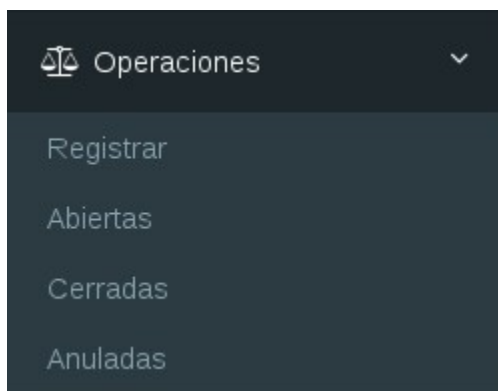 Operaciones
Registrar
Abiertas
Cerradas
Anuladas